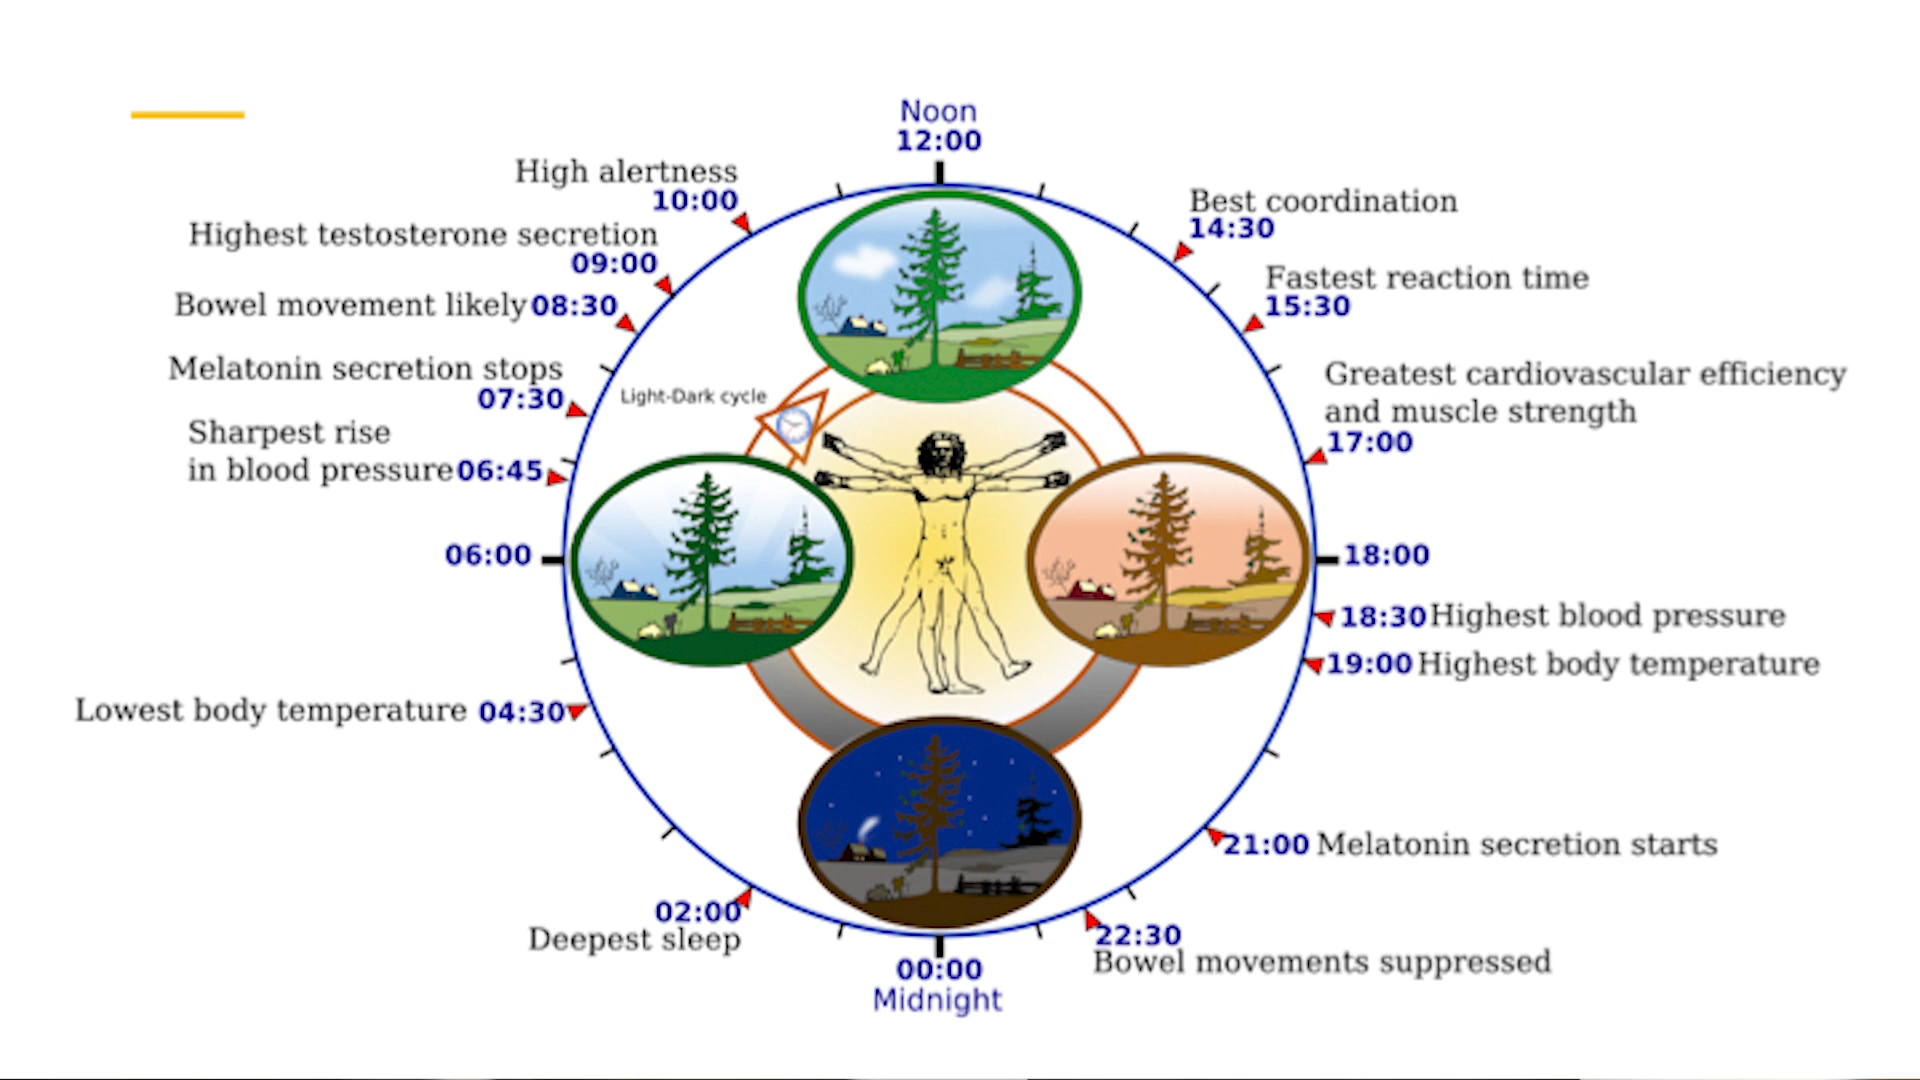 Noon
12:00
High alertness
10:00
Highest testosterone secretion
09:00
Bowel movement likely 08:30
Melatonin secretion stops
07:30
Sharpest rise
in blood pressure 06:45
06:00
Lowest body temperature 04:30
02:00
Deepest sleep
00:00
Midnight
Light-Dark cycle
Best coordination
14:30
Fastest reaction time
15:30
Greatest cardiovascular efficiency
and muscle strength
17:00
18:00
18:30 Highest blood pressure
19:00 Highest body temperature
21:00 Melatonin secretion starts
22:30
Bowel movements suppressed